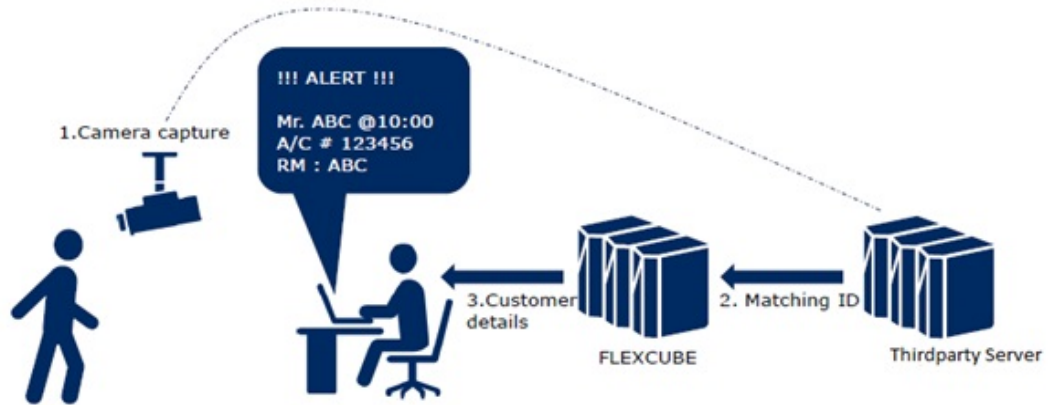 !!! ALERT !!!
Mr. ABC @10:00
A/C # 123456
RM : ABC
1.Camera capture
3.Customer
details
2. Matching ID
FLEXCUBE
Thirdparty Server